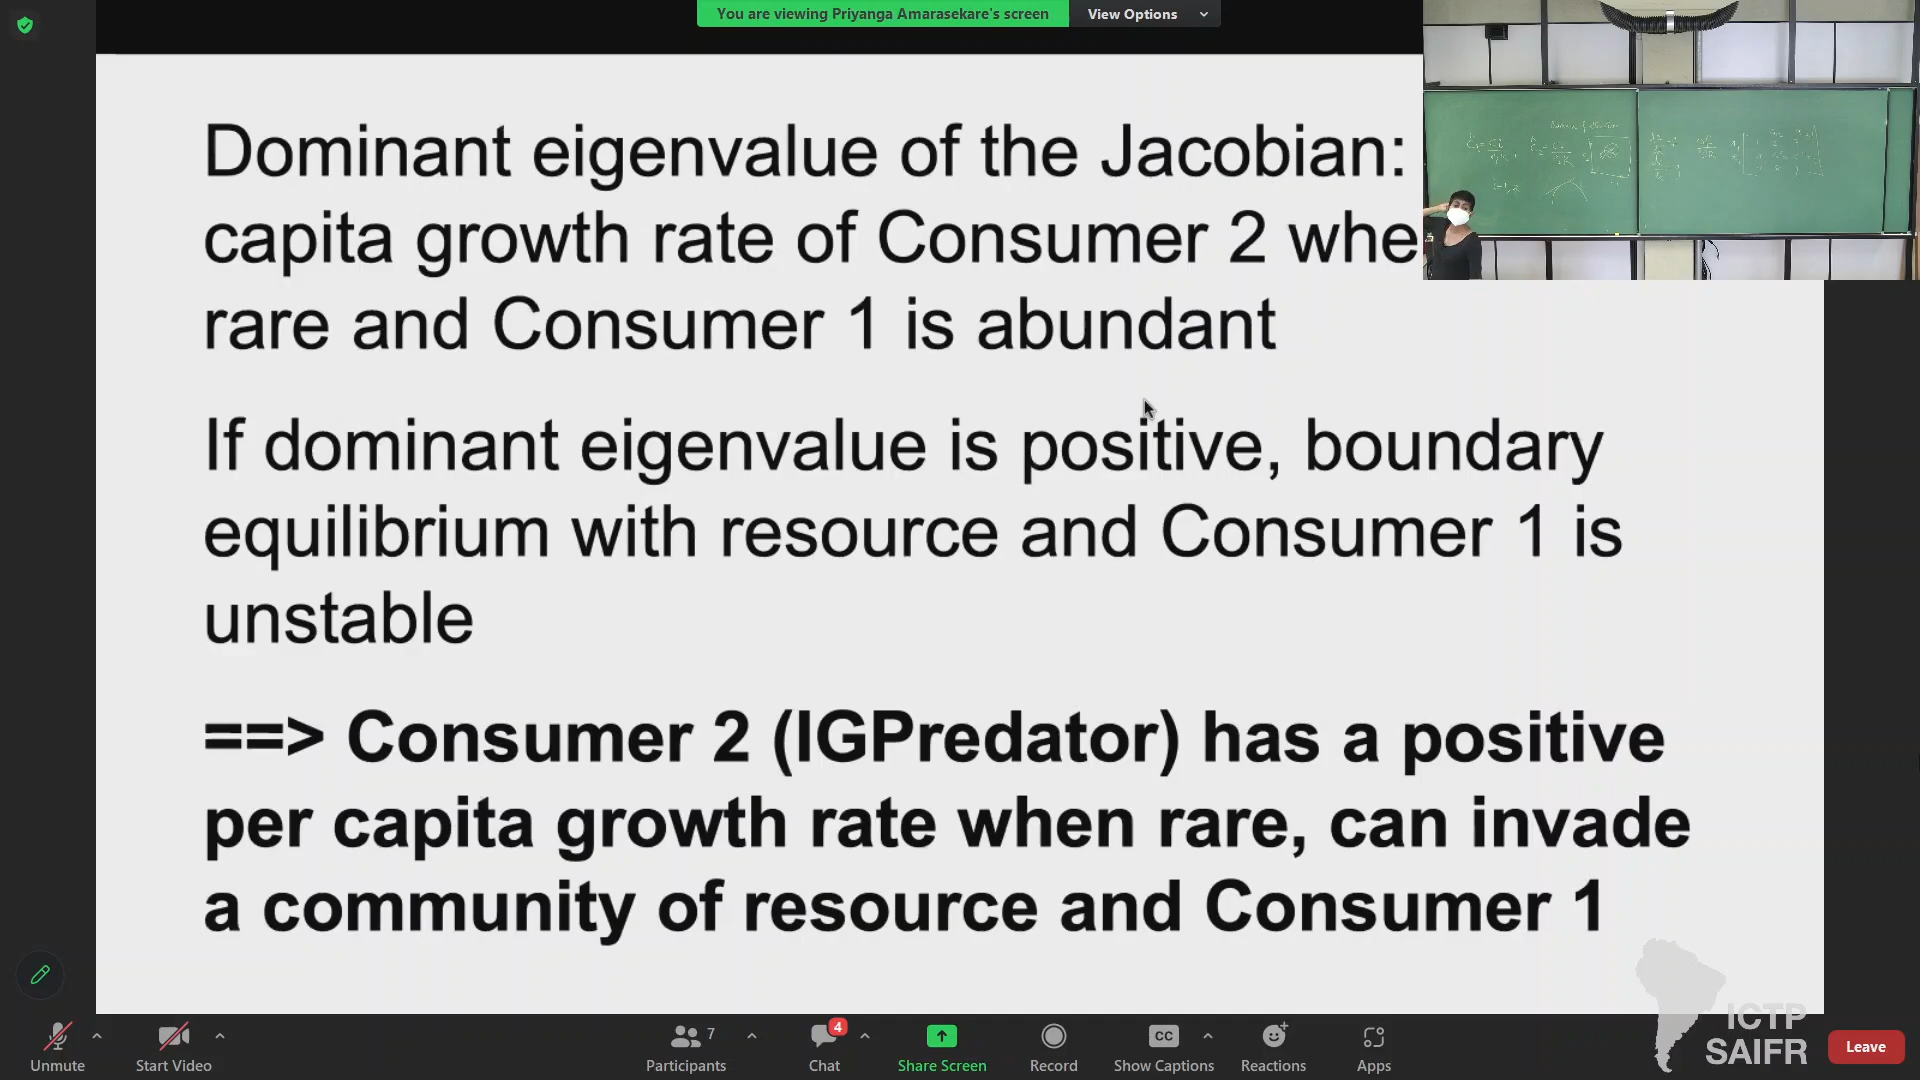 You are viewing Priyanga Amarasekare's screen
View Options
Dominant eigenvalue of the Jacobian:
capita growth rate of Consumer 2 whe
rare and Consumer 1 is abundant
If dominant eigenvalue is positive, boundary
equilibrium with resource and Consumer 1 is
unstable
==> Consumer 2 (IGPredator) has a positive
per capita growth rate when rare, can invade
a community of resource and Consumer 1
ICTP
SAIFR
7
4
CC
Unmute
Start Video
Participants
Chat
Share Screen
Record
Show Captions
Reactions
Apps
Leave